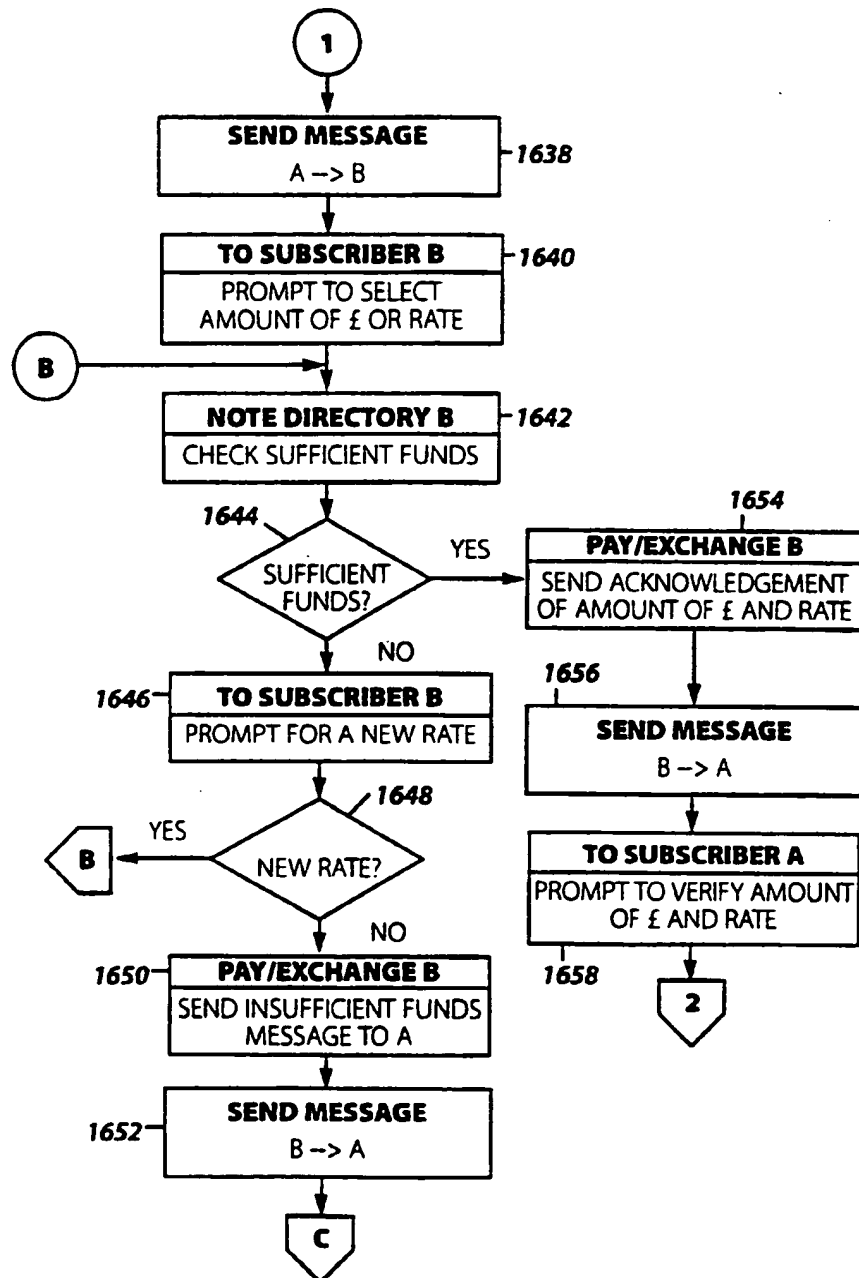 1
SEND MESSAGE
A --> B
1638
TO SUBSCRIBER B
PROMPT TO SELECT
AMOUNT OF £ OR RATE
1640
B
NOTE DIRECTORY B
CHECK SUFFICIENT FUNDS
1642
1644
SUFFICIENT
FUNDS?
YES
NO
1646
TO SUBSCRIBER B
PROMPT FOR A NEW RATE
1648
NEW RATE?
YES
B
NO
1650
PAY/EXCHANGE B
SEND INSUFFICIENT FUNDS
MESSAGE TO A
1652
SEND MESSAGE
B --> A
C
1654
PAY/EXCHANGE B
SEND ACKNOWLEDGEMENT
OF AMOUNT OF £ AND RATE
1656
SEND MESSAGE
B --> A
TO SUBSCRIBER A
PROMPT TO VERIFY AMOUNT
OF £ AND RATE
1658
2